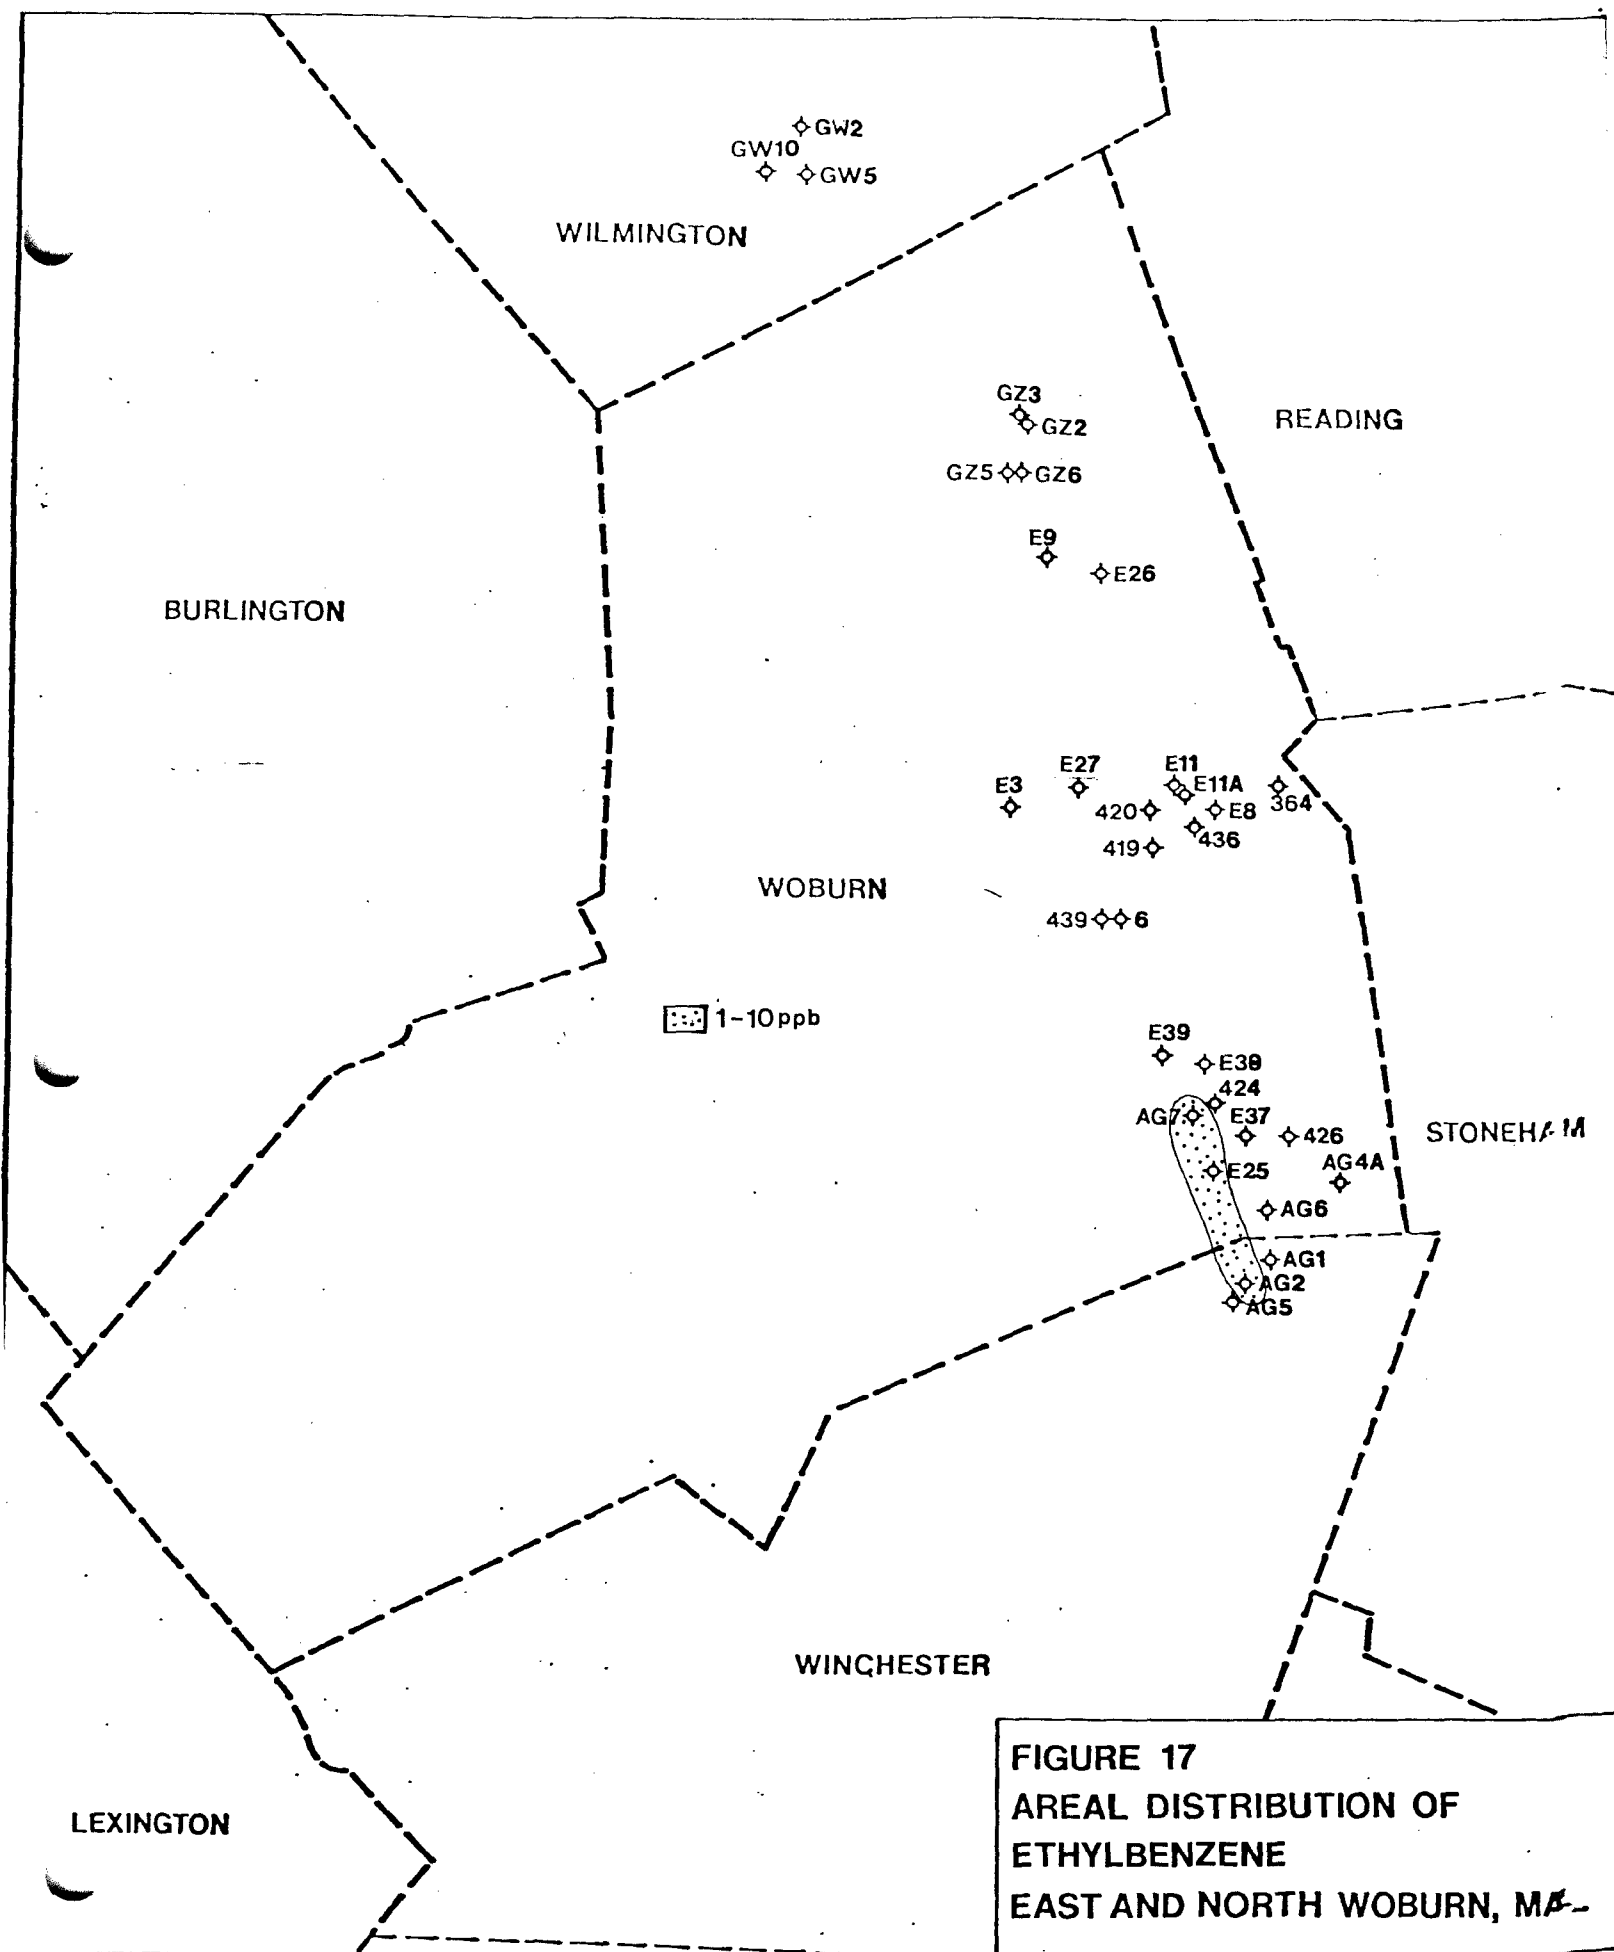 GW2
GW10
GW5
WILMINGTON
GZ3
GZ2
READING
GZ5 GZ6
E9
E26
BURLINGTON
E27
E11
E3
E11A
420
E8
364
436
419
WOBURN
439 6
1-10ppb
E39
E38
424
AG7
E37
426
STONEHAM
AG4A
E25
AG6
AG1
AG2
AG5
WINCHESTER
LEXINGTON
FIGURE 17
AREAL DISTRIBUTION OF
ETHYLBENZENE
EAST AND NORTH WOBURN, MA